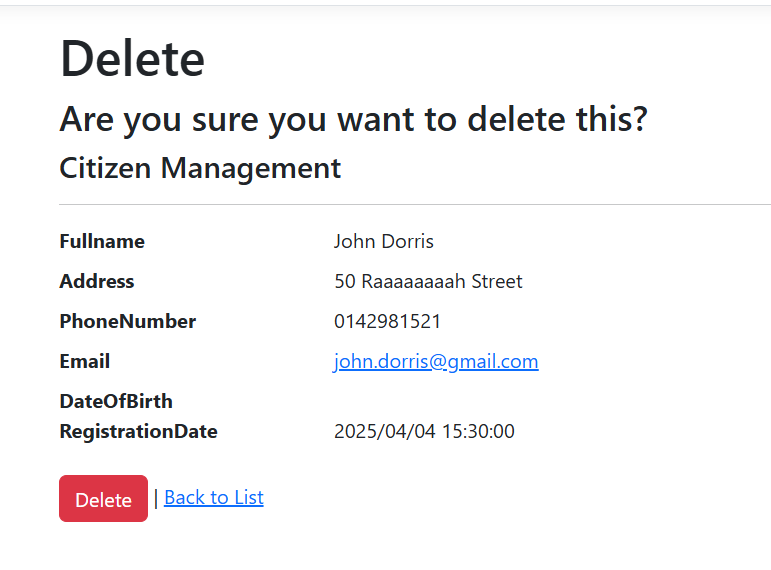 Delete
Are you sure you want to delete this?
Citizen Management
Fullname John Dorris
Address 50 Raaaaaaaah Street
PhoneNumber 0142981521
Email john.dorris@gmail.com
DateOfBirth
RegistrationDate 2025/04/04 15:30:00
Delete | Back to List